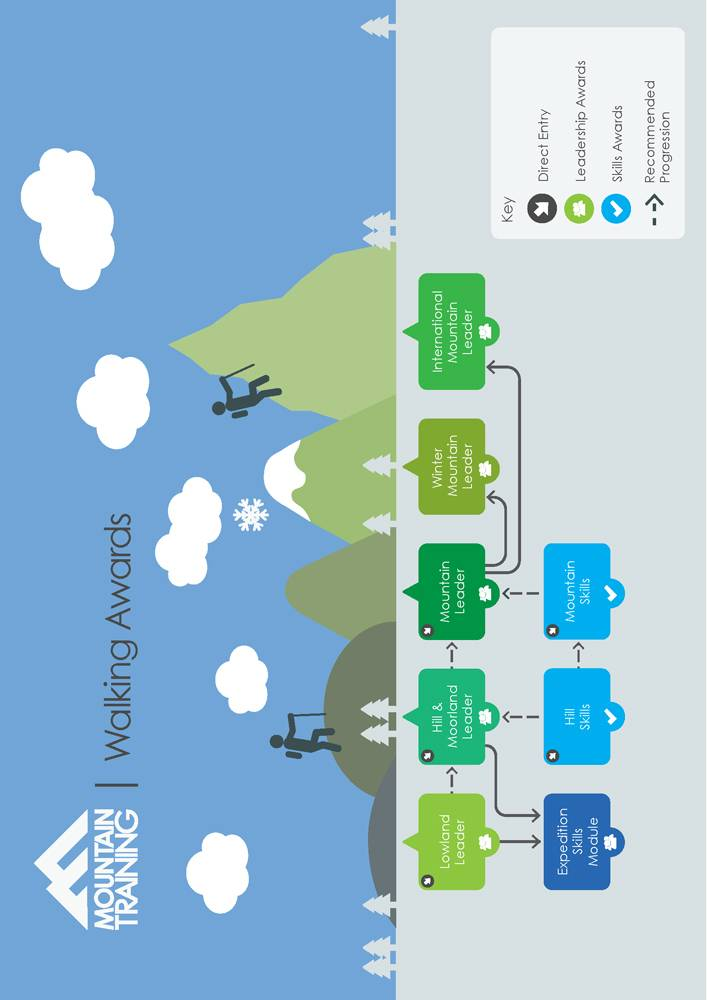 MOUNTAIN
TRAINING
Walking Awards
Lowland
Leader
Hill &
Moorland
Leader
Mountain
Leader
Winter
Mountain
Leader
International
Mountain
Leader
Expedition
Skills
Module
Hill
Skills
Mountain
Skills
Key
Direct Entry
Leadership Awards
Skills Awards
Recommended
Progression